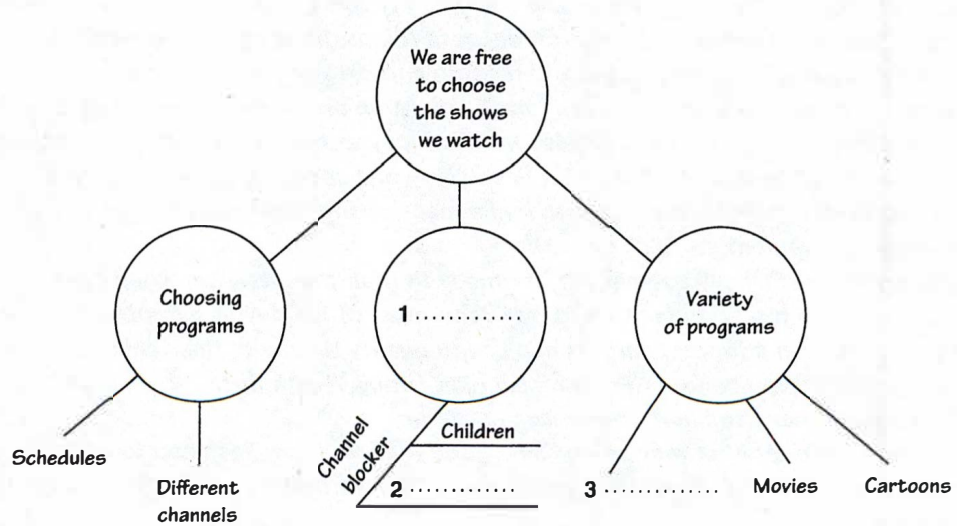 We are free
to choose
the shows
we watch
Choosing
programs
1.............
Variety
of programs
Schedules
Different
channels
Channel
blocker
Children
2.............
3.............
Movies
Cartoons